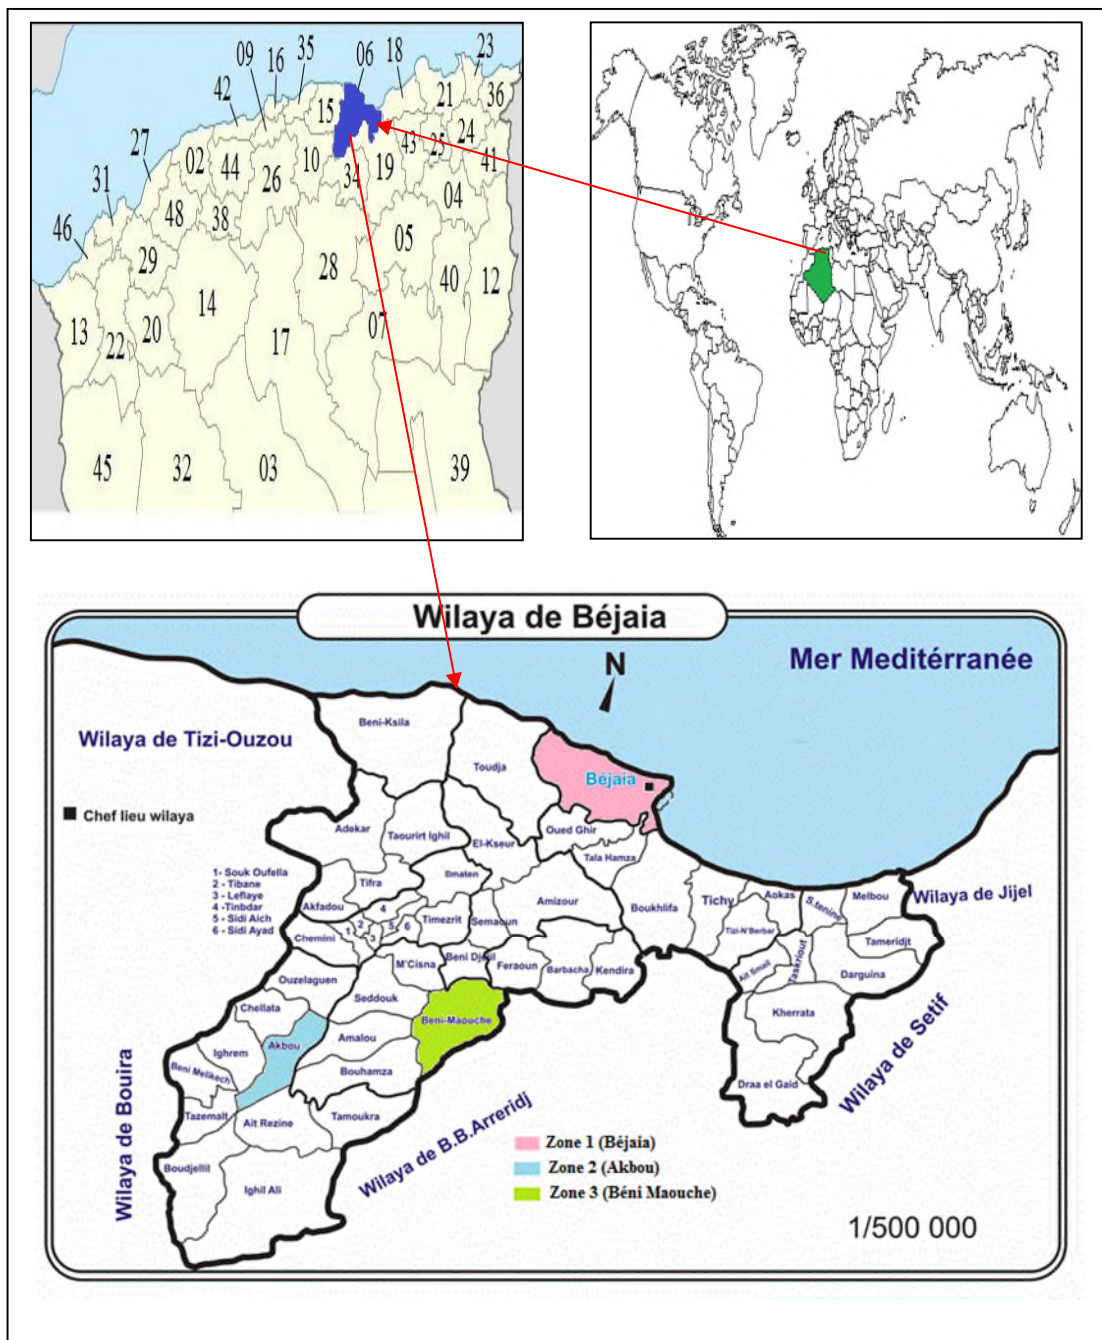 35
06
23
09
16
18
42
21
36
15
27
02
44
10
43
25
24
31
26
34
19
41
48
38
04
46
29
05
28
40
12
14
13
20
07
22
17
45
32
03
39
Wilaya de Béjaia
N
Mer Meditérranée
Wilaya de Tizi-Ouzou
Beni-Ksila
Toudja
Béjaia
Chef lieu wilaya
Adekar
Taourirt Ighil
El-Kseur
Oued Ghir
Tala Hamza
1- Souk Oufella
2 - Tibane
3 - Leflaye
4 -Tinbdar
5 - Sidi Aich
6 - Sidi Ayad
Tifra
Ilmaten
Akfadou
4
Amizour
Boukhlifa
Tichy
Aokas
S.tenine
Melbou
Wilaya de Jijel
Chemini
1
2
3
5
6
Timezrit
Semaoun
Tizi-N'Berbar
Tameridjt
M'Cisna
Beni Djellil
Feraoun
Barbacha
Kendira
Ait Smail
Taskriout
Darguina
Ouzelaguen
Seddouk
Chellata
Beni-Maouche
Kherrata
Akbou
Amalou
Ighrem
Beni Melikech
Bouhamza
Draa el Gaid
Wilaya de Setif
Tazemalt
Ait Rezine
Tamoukra
Wilaya de Bouira
Wilaya de B.B.Arreridj
Boudjellil
Ighil Ali
Zone 1 (Béjaia)
Zone 2 (Akbou)
Zone 3 (Béni Maouche)
1/500 000